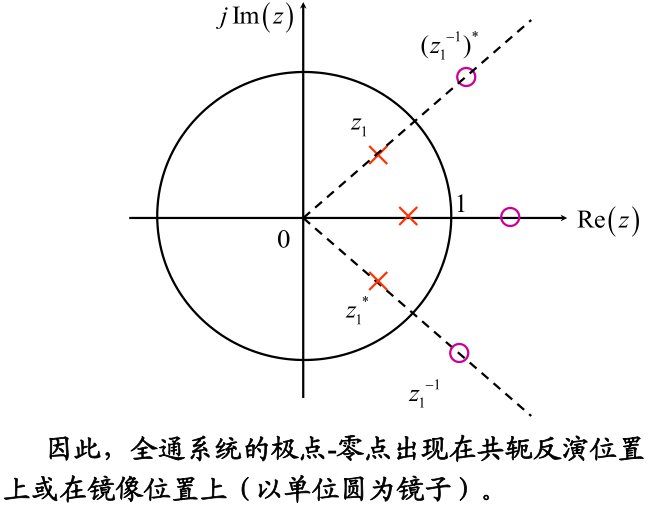 j Im(z)
(z₁⁻¹)*
z₁
1
Re(z)
0
z₁*
z₁⁻¹
因此，全通系统的极点-零点出现在共轭反演位置
上或在镜像位置上（以单位圆为镜子）。